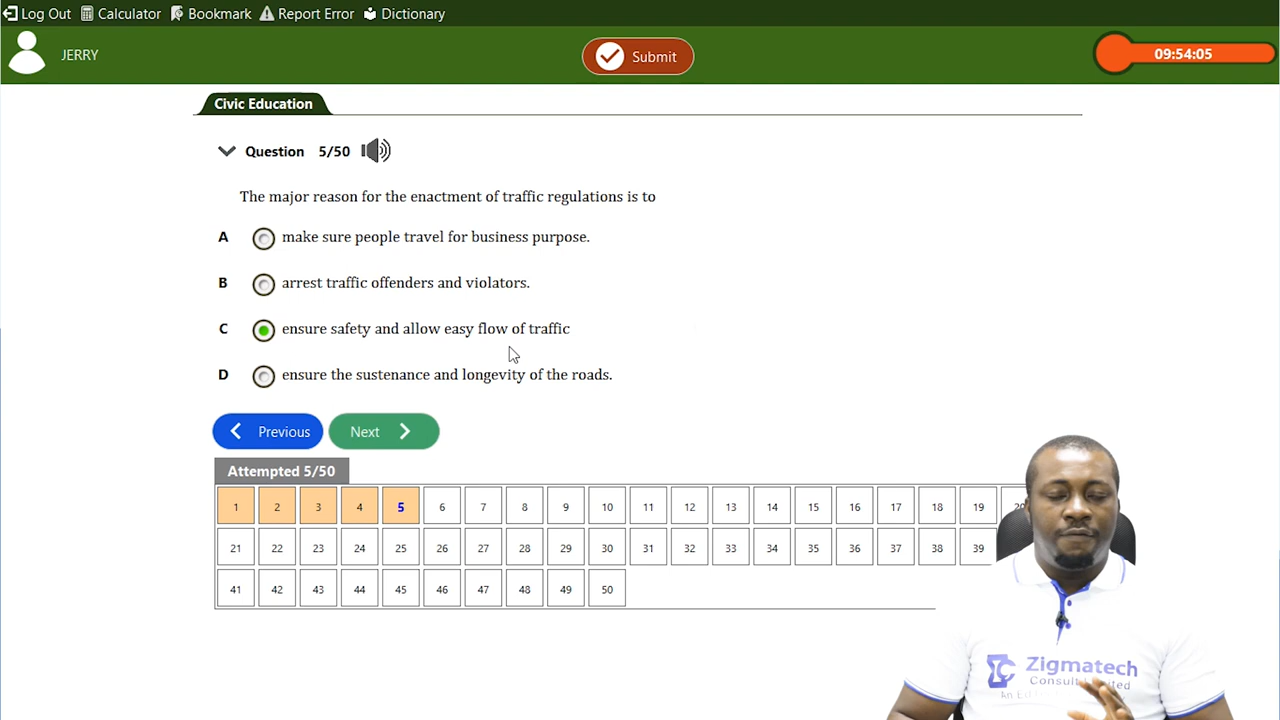 Log Out Calculator Bookmark Report Error Dictionary
JERRY
Submit
09:54:05
Civic Education
Question 5/50
The major reason for the enactment of traffic regulations is to
A make sure people travel for business purpose.
B arrest traffic offenders and violators.
C ensure safety and allow easy flow of traffic
D ensure the sustenance and longevity of the roads.
Previous Next
Attempted 5/50
1 2 3 4 5 6 7 8 9 10 11 12 13 14 15 16 17 18 19 20
21 22 23 24 25 26 27 28 29 30 31 32 33 34 35 36 37 38 39
41 42 43 44 45 46 47 48 49 50
Zigmatech
Consult Limited
An Ed